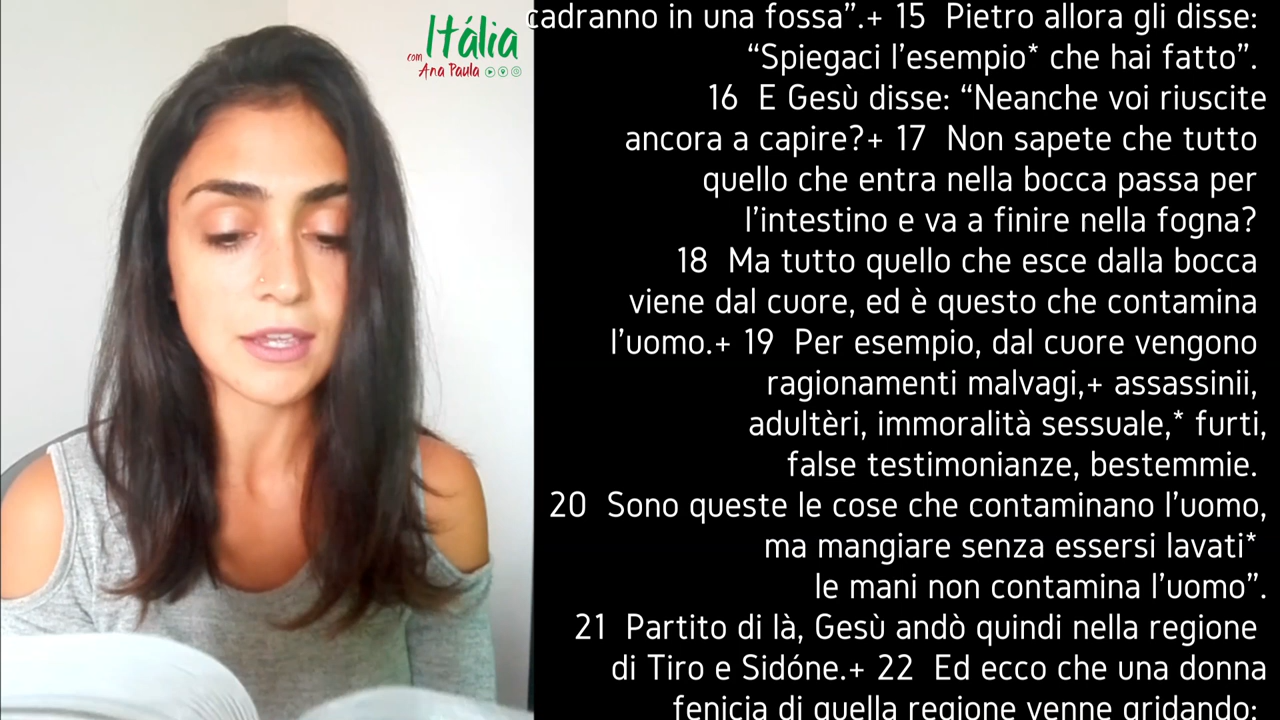 Itália
com
Ana Paula
cadranno in una fossa”.+ 15 Pietro allora gli disse:
“Spiegaci l’esempio* che hai fatto”.
16 E Gesù disse: “Neanche voi riuscite
ancora a capire?+ 17 Non sapete che tutto
quello che entra nella bocca passa per
l’intestino e va a finire nella fogna?
18 Ma tutto quello che esce dalla bocca
viene dal cuore, ed è questo che contamina
l’uomo.+ 19 Per esempio, dal cuore vengono
ragionamenti malvagi,+ assassinii,
adultèri, immoralità sessuale,* furti,
false testimonianze, bestemmie.
20 Sono queste le cose che contaminano l’uomo,
ma mangiare senza essersi lavati*
le mani non contamina l’uomo”.
21 Partito di là, Gesù andò quindi nella regione
di Tiro e Sidóne.+ 22 Ed ecco che una donna
fenicia di quella regione venne gridando: